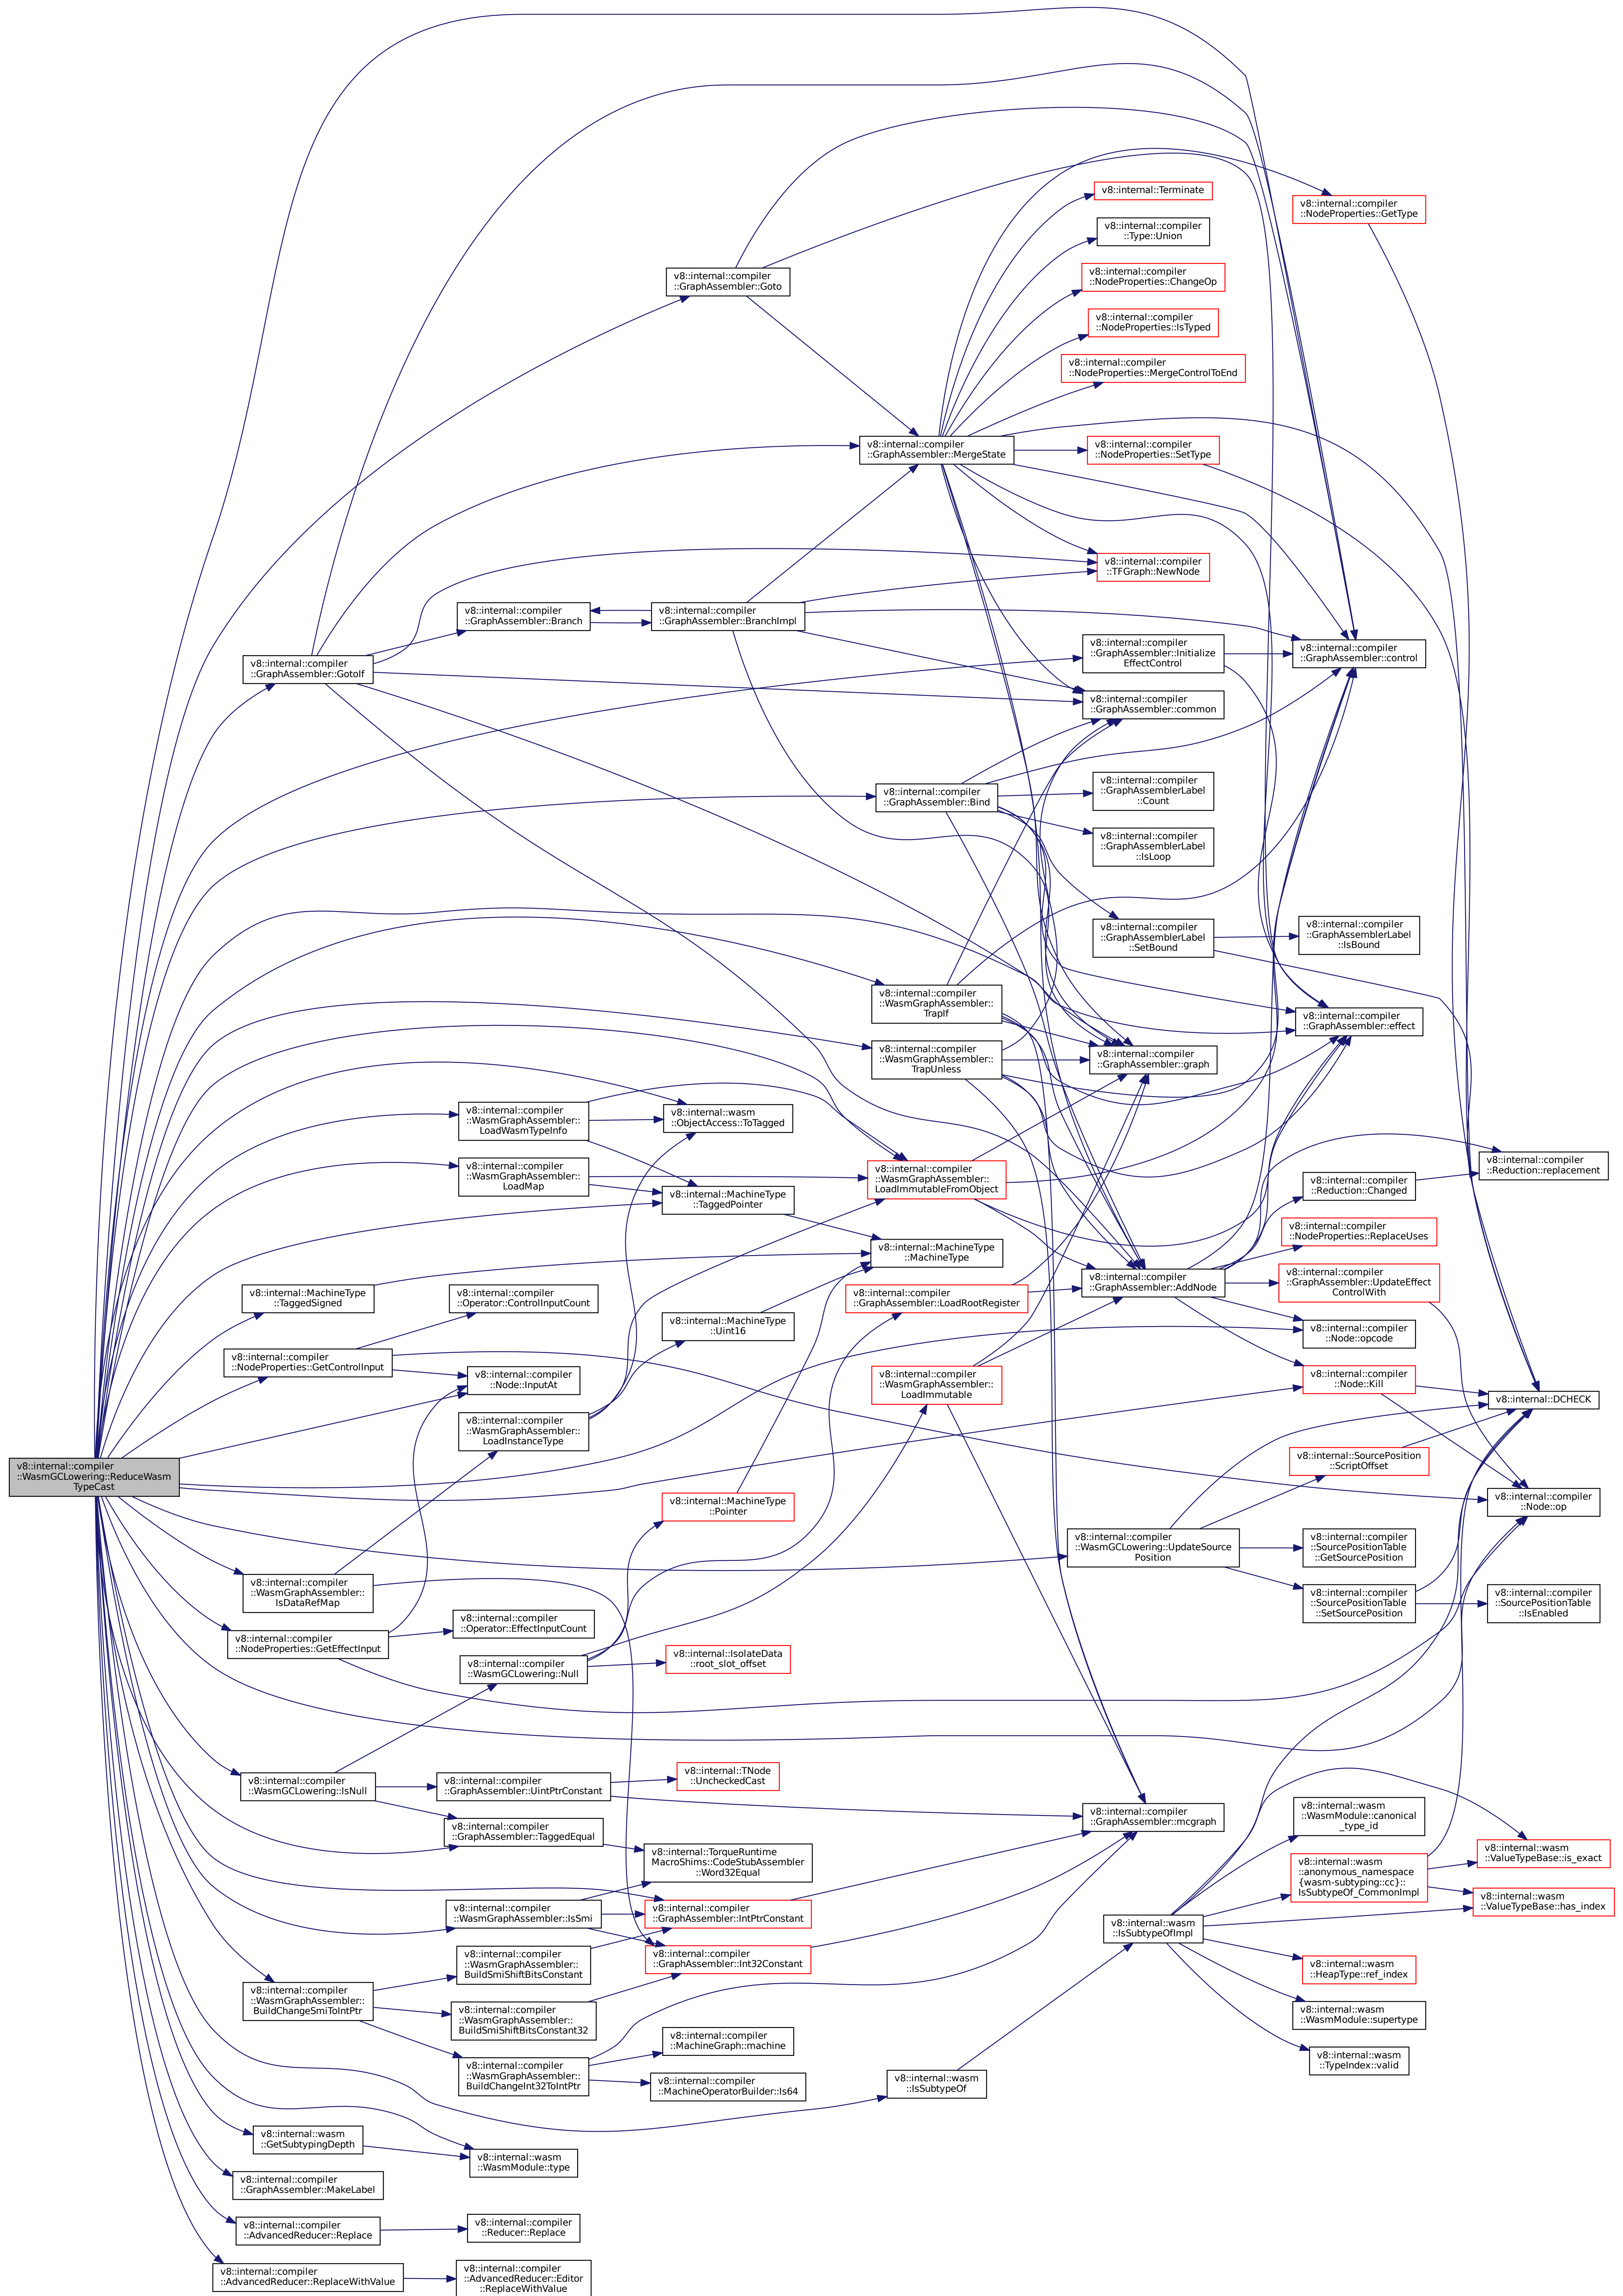 v8::internal::Terminate
v8::internal::compiler
::NodeProperties::GetType
v8::internal::compiler
::Type::Union
v8::internal::compiler
::GraphAssembler::Goto
v8::internal::compiler
::NodeProperties::ChangeOp
v8::internal::compiler
::NodeProperties::IsTyped
v8::internal::compiler
::NodeProperties::MergeControlToEnd
v8::internal::compiler
::GraphAssembler::MergeState
v8::internal::compiler
::NodeProperties::SetType
v8::internal::compiler
::TFGraph::NewNode
v8::internal::compiler
::GraphAssembler::Branch
v8::internal::compiler
::GraphAssembler::BranchImpl
v8::internal::compiler
::GraphAssembler::Initialize
EffectControl
v8::internal::compiler
::GraphAssembler::control
v8::internal::compiler
::GraphAssembler::GotoIf
v8::internal::compiler
::GraphAssembler::common
v8::internal::compiler
::GraphAssembler::Bind
v8::internal::compiler
::GraphAssemblerLabel
::Count
v8::internal::compiler
::GraphAssemblerLabel
::IsLoop
v8::internal::compiler
::GraphAssemblerLabel
::SetBound
v8::internal::compiler
::GraphAssemblerLabel
::IsBound
v8::internal::compiler
::WasmGraphAssembler::
TrapIf
v8::internal::compiler
::GraphAssembler::effect
v8::internal::compiler
::WasmGraphAssembler::
TrapUnless
v8::internal::compiler
::GraphAssembler::graph
v8::internal::compiler
::WasmGraphAssembler::
LoadWasmTypeInfo
v8::internal::wasm
::ObjectAccess::ToTagged
v8::internal::compiler
::WasmGraphAssembler::
LoadMap
v8::internal::compiler
::WasmGraphAssembler::
LoadImmutableFromObject
v8::internal::compiler
::Reduction::replacement
v8::internal::MachineType
::TaggedPointer
v8::internal::compiler
::Reduction::Changed
v8::internal::compiler
::NodeProperties::ReplaceUses
v8::internal::MachineType
::MachineType
v8::internal::MachineType
::TaggedSigned
v8::internal::compiler
::Operator::ControlInputCount
v8::internal::compiler
::GraphAssembler::LoadRootRegister
v8::internal::compiler
::GraphAssembler::AddNode
v8::internal::compiler
::GraphAssembler::UpdateEffect
ControlWith
v8::internal::MachineType
::Uint16
v8::internal::compiler
::Node::opcode
v8::internal::compiler
::NodeProperties::GetControlInput
v8::internal::compiler
::Node::InputAt
v8::internal::compiler
::WasmGraphAssembler::
LoadImmutable
v8::internal::compiler
::Node::Kill
v8::internal::DCHECK
v8::internal::compiler
::WasmGraphAssembler::
LoadInstanceType
v8::internal::SourcePosition
::ScriptOffset
v8::internal::compiler
::WasmGCLowering::ReduceWasm
TypeCast
v8::internal::MachineType
::Pointer
v8::internal::compiler
::Node::op
v8::internal::compiler
::WasmGCLowering::UpdateSource
Position
v8::internal::compiler
::SourcePositionTable
::GetSourcePosition
v8::internal::compiler
::WasmGraphAssembler::
IsDataRefMap
v8::internal::compiler
::SourcePositionTable
::SetSourcePosition
v8::internal::compiler
::SourcePositionTable
::IsEnabled
v8::internal::compiler
::Operator::EffectInputCount
v8::internal::compiler
::NodeProperties::GetEffectInput
v8::internal::compiler
::WasmGCLowering::Null
v8::internal::IsolateData
::root_slot_offset
v8::internal::compiler
::WasmGCLowering::IsNull
v8::internal::compiler
::GraphAssembler::UintPtrConstant
v8::internal::TNode
::UncheckedCast
v8::internal::compiler
::GraphAssembler::mcgraph
v8::internal::wasm
::WasmModule::canonical
_type_id
v8::internal::compiler
::GraphAssembler::TaggedEqual
v8::internal::TorqueRuntime
MacroShims::CodeStubAssembler
::Word32Equal
v8::internal::wasm
::anonymous_namespace
{wasm-subtyping::cc}::
IsSubtypeOf_CommonImpl
v8::internal::wasm
::ValueTypeBase::is_exact
v8::internal::wasm
::ValueTypeBase::has_index
v8::internal::compiler
::WasmGraphAssembler::IsSmi
v8::internal::compiler
::GraphAssembler::IntPtrConstant
v8::internal::wasm
::IsSubtypeOfImpl
v8::internal::compiler
::WasmGraphAssembler::
BuildSmiShiftBitsConstant
v8::internal::compiler
::GraphAssembler::Int32Constant
v8::internal::wasm
::HeapType::ref_index
v8::internal::compiler
::WasmGraphAssembler::
BuildChangeSmiToIntPtr
v8::internal::compiler
::WasmGraphAssembler::
BuildSmiShiftBitsConstant32
v8::internal::wasm
::WasmModule::supertype
v8::internal::compiler
::MachineGraph::machine
v8::internal::wasm
::TypeIndex::valid
v8::internal::compiler
::WasmGraphAssembler::
BuildChangeInt32ToIntPtr
v8::internal::compiler
::MachineOperatorBuilder::Is64
v8::internal::wasm
::IsSubtypeOf
v8::internal::wasm
::GetSubtypingDepth
v8::internal::wasm
::WasmModule::type
v8::internal::compiler
::GraphAssembler::MakeLabel
v8::internal::compiler
::AdvancedReducer::Replace
v8::internal::compiler
::Reducer::Replace
v8::internal::compiler
::AdvancedReducer::ReplaceWithValue
v8::internal::compiler
::AdvancedReducer::Editor
::ReplaceWithValue